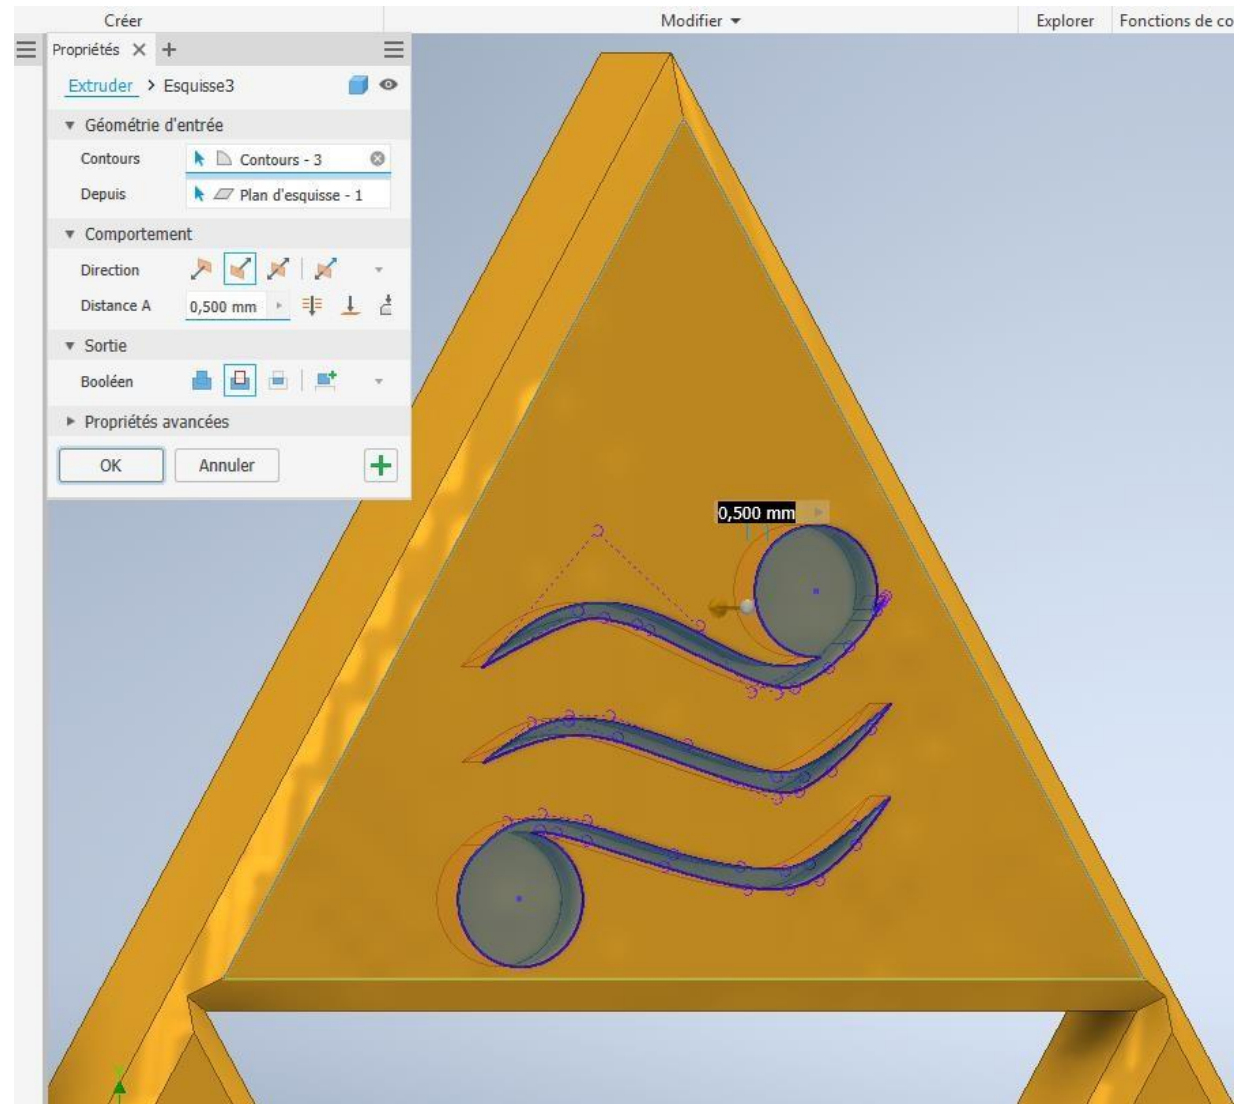 Créer
Modifier
Explorer
Fonctions de co
Propriétés
Extruder > Esquisse3
Géométrie d'entrée
Contours Contours - 3
Depuis Plan d'esquisse - 1
Comportement
Direction
Distance A 0,500 mm
Sortie
Booléen
Propriétés avancées
OK Annuler
0,500 mm